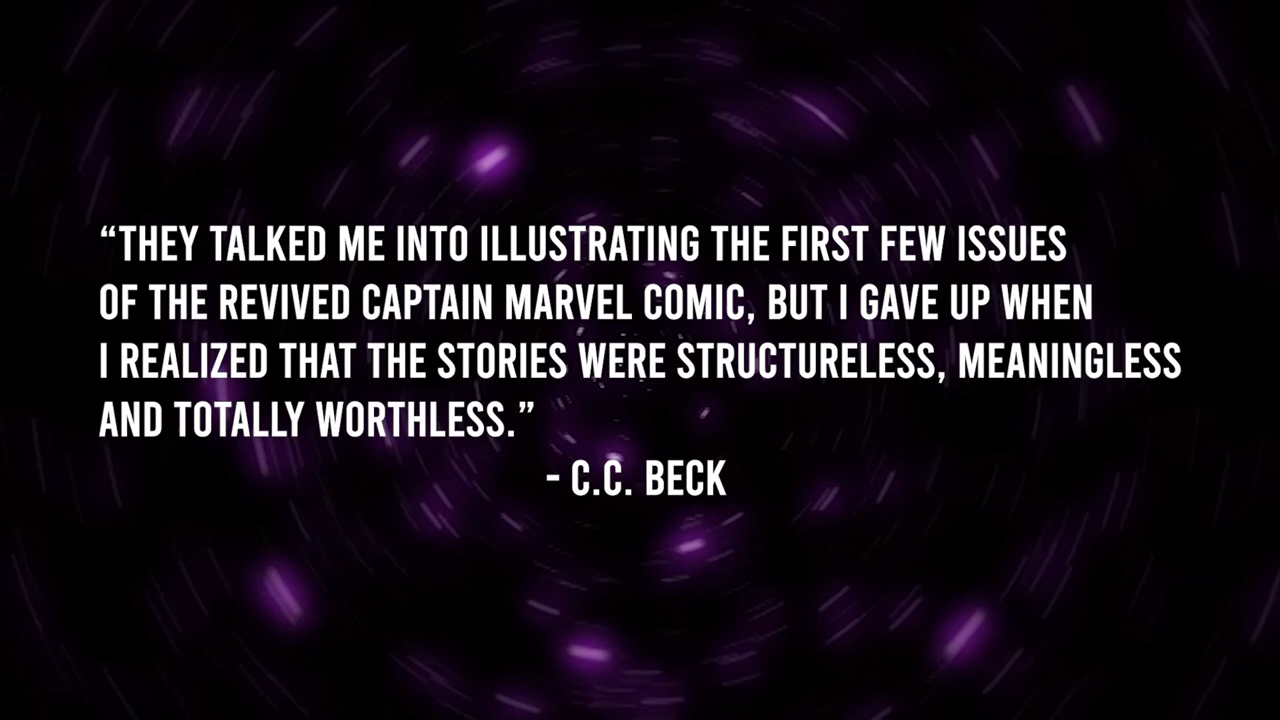 “THEY TALKED ME INTO ILLUSTRATING THE FIRST FEW ISSUES
OF THE REVIVED CAPTAIN MARVEL COMIC, BUT I GAVE UP WHEN
I REALIZED THAT THE STORIES WERE STRUCTURELESS, MEANINGLESS
AND TOTALLY WORTHLESS.”
- C.C. BECK